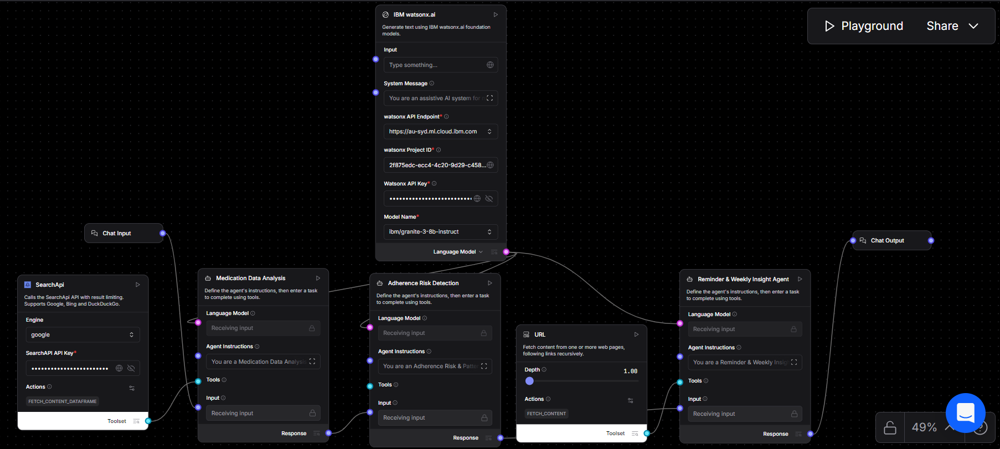 IBM watsonx.ai
Generate text using IBM watsonx.ai foundation
models.
Input
Type something...
System Message
You are an assistive AI system for
watsonx API Endpoint*
https://au-syd.ml.cloud.ibm.com
watsonx Project ID*
2f875edc-ecc4-4c20-9d29-c458...
Watsonx API Key*
Model Name*
ibm/granite-3-8b-instruct
Language Model
Playground
Share
Chat Input
SearchApi
Calls the SearchApi API with result limiting.
Supports Google, Bing and DuckDuckGo.
Engine
google
SearchAPI API Key*
Actions
FETCH_CONTENT_DATAFRAME
Toolset
Medication Data Analysis
Define the agent's instructions, then enter a task
to complete using tools.
Language Model
Receiving input
Agent Instructions
You are a Medication Data Analysis
Tools
Input
Receiving input
Response
Adherence Risk Detection
Define the agent's instructions, then enter a task
to complete using tools.
Language Model
Receiving input
Agent Instructions
You are an Adherence Risk & Patte
Tools
Input
Receiving input
Response
URL
Fetch content from one or more web pages,
following links recursively.
Depth
1.00
Actions
FETCH_CONTENT
Toolset
Reminder & Weekly Insight Agent
Define the agent's instructions, then enter a task
to complete using tools.
Language Model
Receiving input
Agent Instructions
You are a Reminder & Weekly Insig
Tools
Input
Receiving input
Response
Chat Output
49%